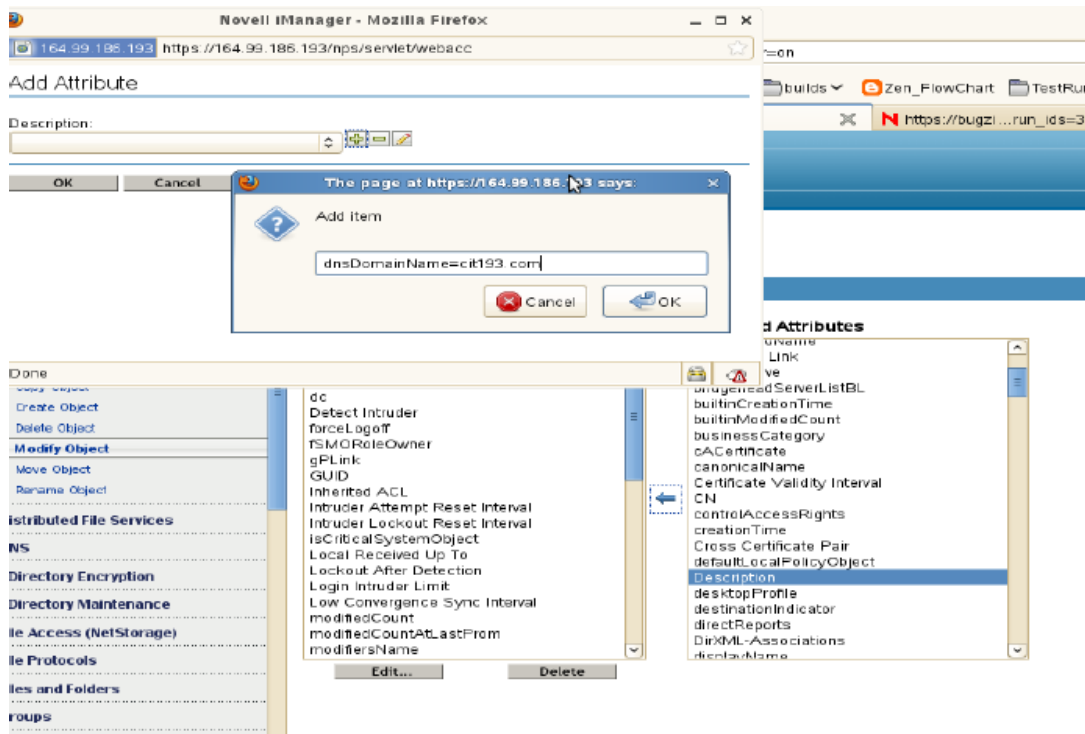 Novell iManager - Mozilla Firefox
164.99.186.193 https://164.99.186.193/nps/servlet/webacc
Add Attribute
Description:
OK Cancel
The page at https://164.99.186.193 says:
Add item
dnsDomainName=cit193.com
Cancel OK
Done
=on
builds Zen_FlowChart TestRu
https://bugzi...run_ids=3
d Attributes
Link
ve
bridgeheadServerListBL
builtinCreationTime
builtinModifiedCount
businessCategory
cACertificate
canonicalName
Certificate Validity Interval
CN
controlAccessRights
creationTime
Cross Certificate Pair
defaultLocalPolicyObject
Description
desktopProfile
destinationIndicator
directReports
DirXML-Associations
displayName
dc
Detect Intruder
forceLogoff
fSMORoleOwner
gPLink
GUID
Inherited ACL
Intruder Attempt Reset Interval
Intruder Lockout Reset Interval
isCriticalSystemObject
Local Received Up To
Lockout After Detection
Login Intruder Limit
Low Convergence Sync Interval
modifiedCount
modifiedCountAtLastProm
modifiersName
Edit... Delete
Copy Object
Create Object
Delete Object
Modify Object
Move Object
Rename Object
istributed File Services
NS
Directory Encryption
Directory Maintenance
le Access (NetStorage)
le Protocols
les and Folders
roups